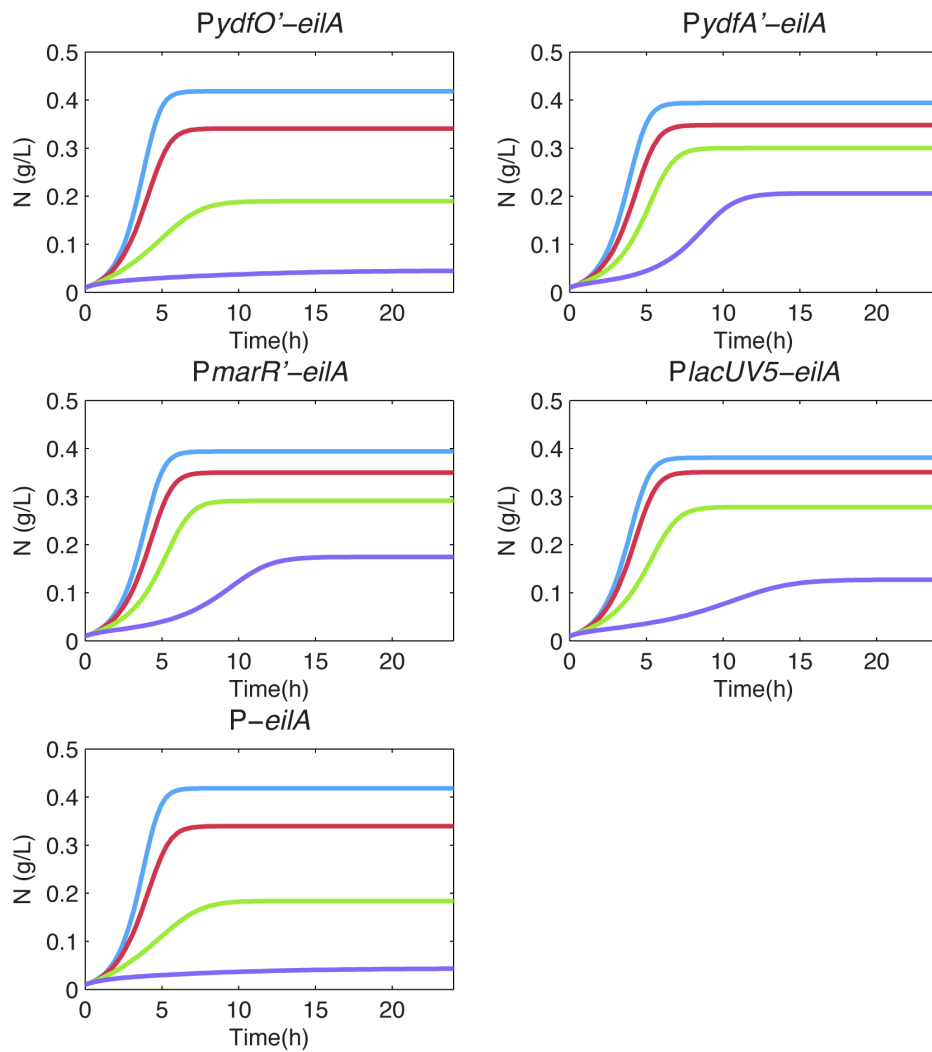 PydfO’−eilA
0.5
0.4
0.3
0.2
0.1
0
N (g/L)
0 5 10 15 20
Time(h)
PydfA’−eilA
0.5
0.4
0.3
0.2
0.1
0
N (g/L)
0 5 10 15 20
Time(h)
PmarR’−eilA
0.5
0.4
0.3
0.2
0.1
0
N (g/L)
0 5 10 15 20
Time(h)
PlacUV5−eilA
0.5
0.4
0.3
0.2
0.1
0
N (g/L)
0 5 10 15 20
Time(h)
P−eilA
0.5
0.4
0.3
0.2
0.1
0
N (g/L)
0 5 10 15 20
Time(h)